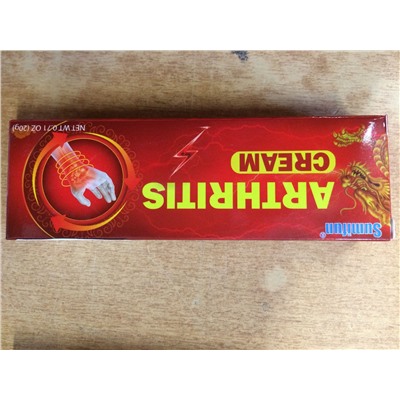 Sumifun®
ARTHRITIS
CREAM
NET WT 0.71 OZ (20g)